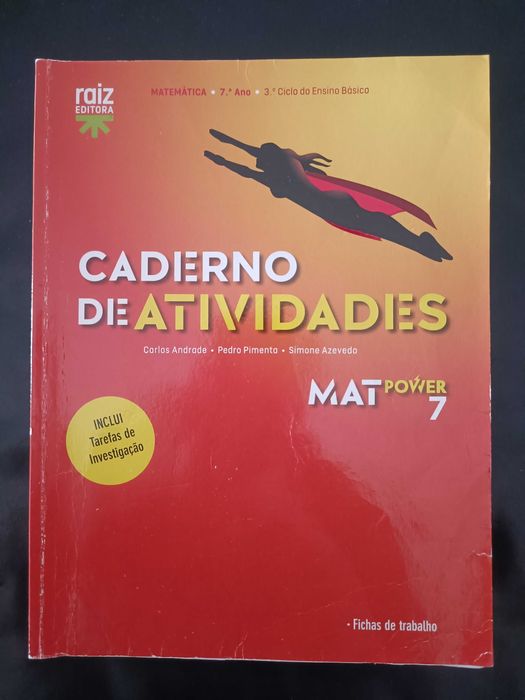 raiz
EDITORA
MATEMÁTICA • 7.º Ano • 3.º Ciclo do Ensino Básico
CADERNO
DE ATIVIDADES
Carlos Andrade • Pedro Pimenta • Simone Azevedo
MAT POWER
7
INCLUI
Tarefas de
Investigação
• Fichas de trabalho